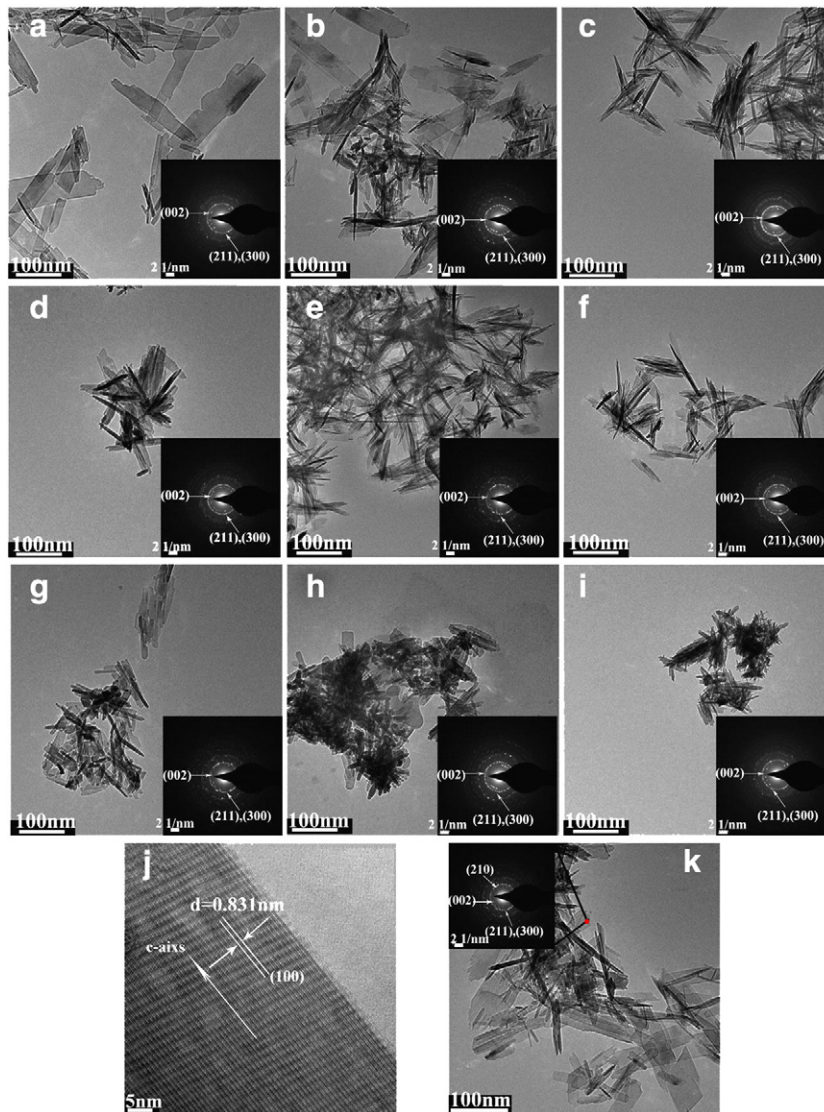 a
(002)
(211),(300)
100nm
2 1/nm
b
(002)
(211),(300)
100nm
2 1/nm
c
(002)
(211),(300)
100nm
2 1/nm
d
(002)
(211),(300)
100nm
2 1/nm
e
(002)
(211),(300)
100nm
2 1/nm
f
(002)
(211),(300)
100nm
2 1/nm
g
(002)
(211),(300)
100nm
2 1/nm
h
(002)
(211),(300)
100nm
2 1/nm
i
(002)
(211),(300)
100nm
2 1/nm
j
d=0.831nm
c-aixs
(100)
5nm
k
(210)
(002)
(211),(300)
2 1/nm
100nm